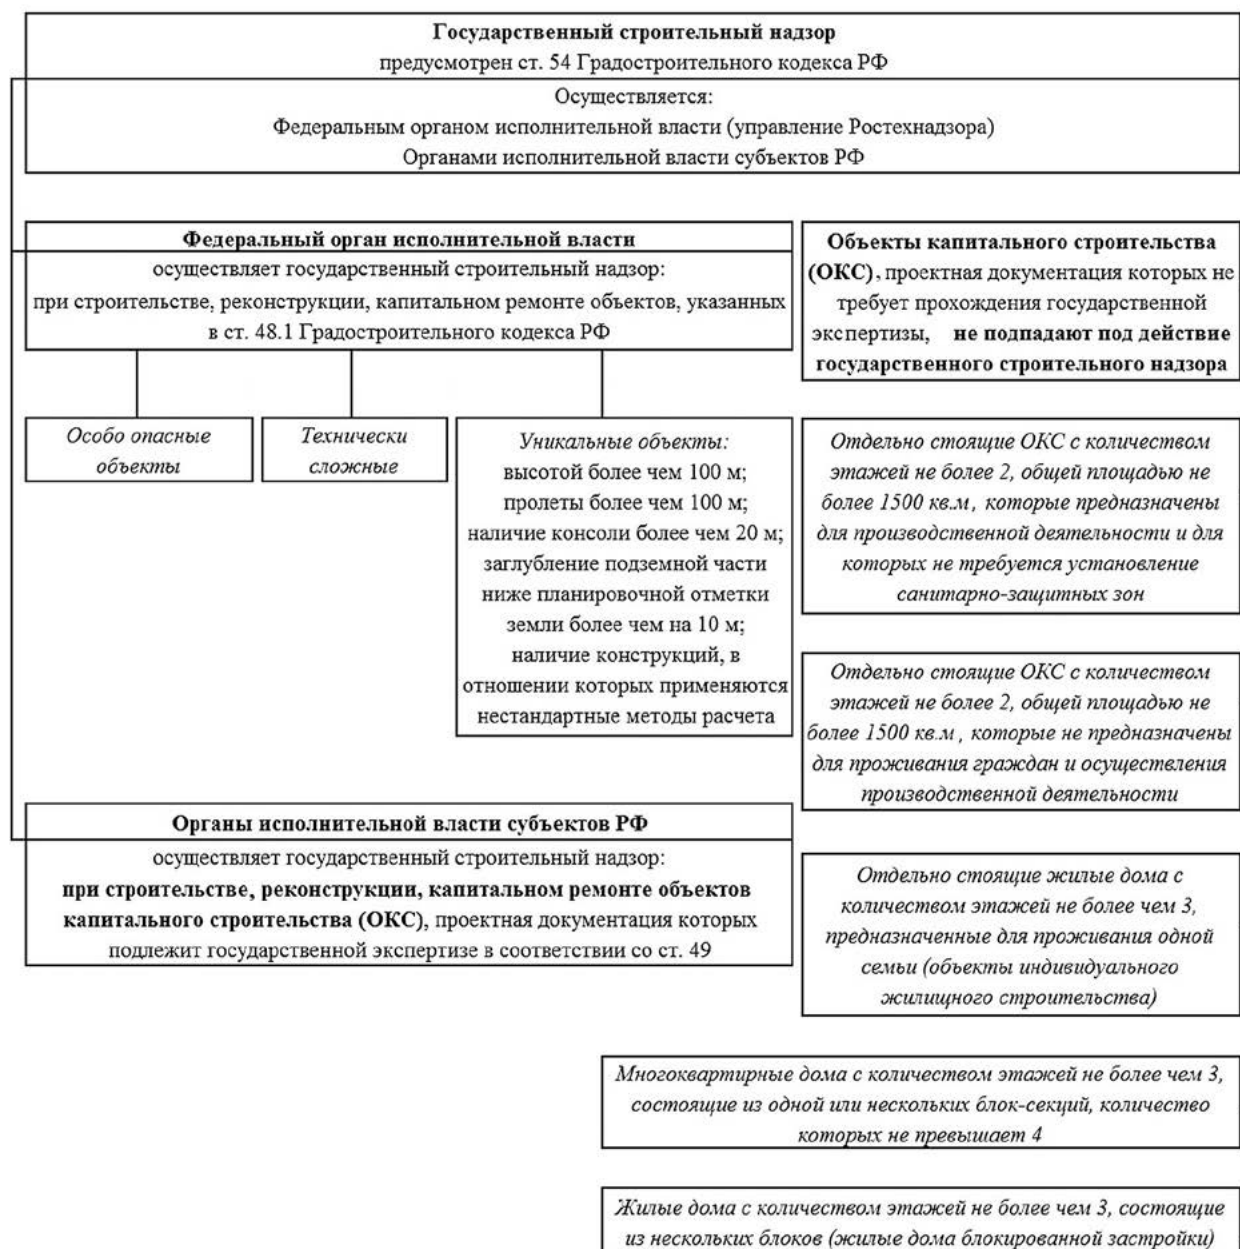 Государственный строительный надзор
предусмотрен ст. 54 Градостроительного кодекса РФ
Осуществляется:
Федеральным органом исполнительной власти (управление Ростехнадзора)
Органами исполнительной власти субъектов РФ
Федеральный орган исполнительной власти
осуществляет государственный строительный надзор:
при строительстве, реконструкции, капитальном ремонте объектов, указанных
в ст. 48.1 Градостроительного кодекса РФ
Объекты капитального строительства
(ОКС), проектная документация которых не
требует прохождения государственной
экспертизы, не подпадают под действие
государственного строительного надзора
Особо опасные
объекты
Технически
сложные
Уникальные объекты:
высотой более чем 100 м;
пролеты более чем 100 м;
наличие консоли более чем 20 м;
заглубление подземной части
ниже планировочной отметки
земли более чем на 10 м;
наличие конструкций, в
отношении которых применяются
нестандартные методы расчета
Отдельно стоящие ОКС с количеством
этажей не более 2, общей площадью не
более 1500 кв.м , которые предназначены
для производственной деятельности и для
которых не требуется установление
санитарно-защитных зон
Отдельно стоящие ОКС с количеством
этажей не более 2, общей площадью не
более 1500 кв.м , которые не предназначены
для проживания граждан и осуществления
производственной деятельности
Органы исполнительной власти субъектов РФ
осуществляет государственный строительный надзор:
при строительстве, реконструкции, капитальном ремонте объектов
капитального строительства (ОКС), проектная документация которых
подлежит государственной экспертизе в соответствии со ст. 49
Отдельно стоящие жилые дома с
количеством этажей не более чем 3,
предназначенные для проживания одной
семьи (объекты индивидуального
жилищного строительства)
Многоквартирные дома с количеством этажей не более чем 3,
состоящие из одной или нескольких блок-секций, количество
которых не превышает 4
Жилые дома с количеством этажей не более чем 3, состоящие
из нескольких блоков (жилые дома блокированной застройки)